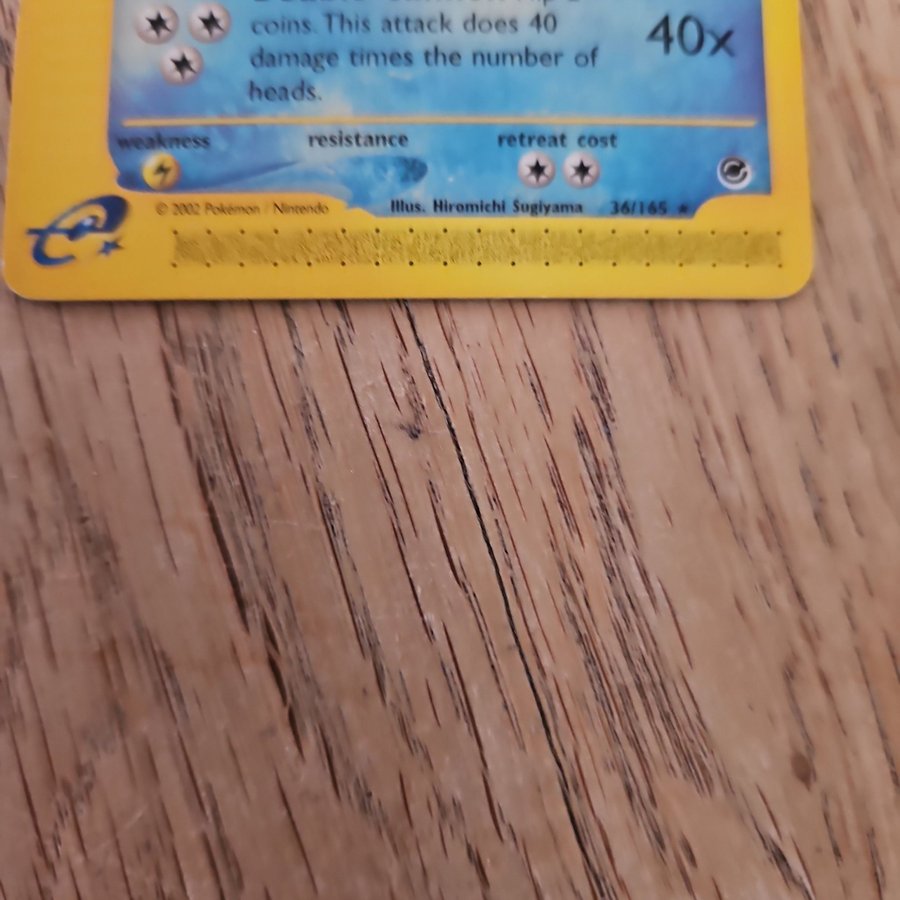 coins. This attack does 40
damage times the number of
heads.
40x
weakness resistance retreat cost
© 2002 Pokémon / Nintendo Illus. Hiromichi Sugiyama 36/165 ★